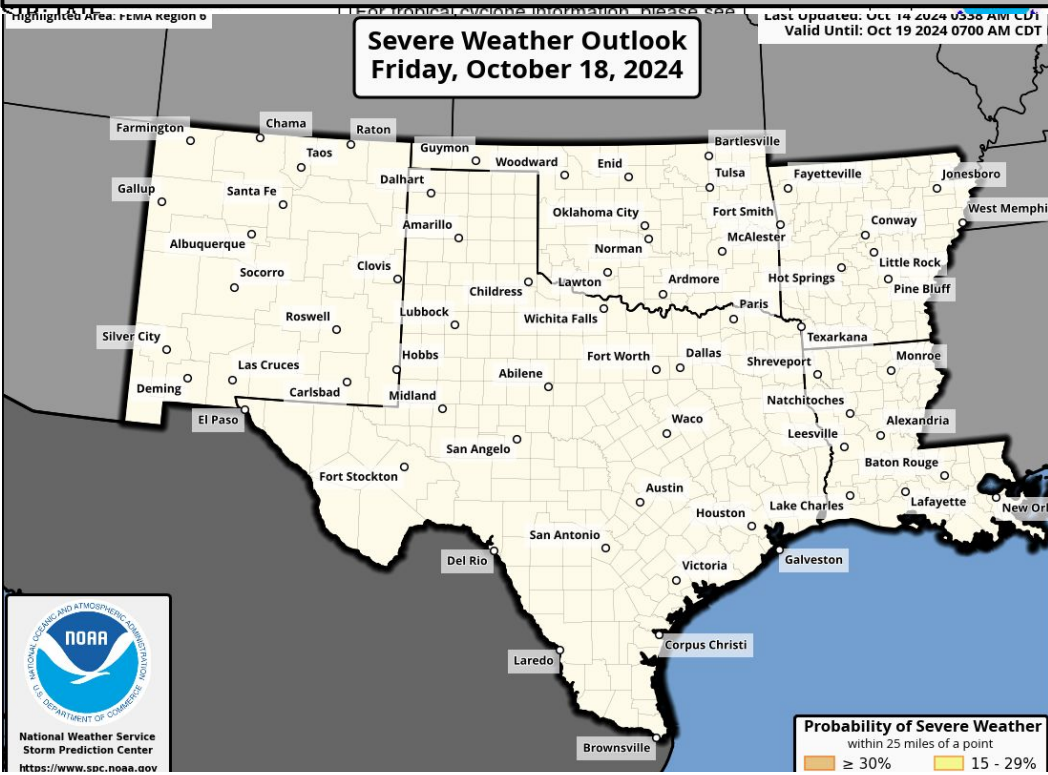 [For tropical cyclone information, please see
Highlighted Area: FEMA Region 6
Last Updated: Oct 14 2024 0338 AM CDT
Valid Until: Oct 19 2024 0700 AM CDT
Severe Weather Outlook
Friday, October 18, 2024
Farmington
Chama
Raton
Taos
Guymon
Woodward
Enid
Bartlesville
Tulsa
Fayetteville
Jonesboro
Gallup
Santa Fe
Dalhart
Oklahoma City
Fort Smith
West Memphi
Albuquerque
Amarillo
Norman
McAlester
Conway
Socorro
Clovis
Childress
Lawton
Ardmore
Hot Springs
Little Rock
Pine Bluff
Roswell
Lubbock
Wichita Falls
Paris
Texarkana
Silver City
Las Cruces
Hobbs
Fort Worth
Dallas
Shreveport
Monroe
Deming
Carlsbad
Midland
Abilene
Natchitoches
El Paso
Waco
Leesville
Alexandria
San Angelo
Fort Stockton
Baton Rouge
Austin
Houston
Lake Charles
Lafayette
New Orl
San Antonio
Del Rio
Victoria
Galveston
Laredo
Corpus Christi
Brownsville
NATIONAL OCEANIC AND ATMOSPHERIC ADMINISTRATION
NOAA
U.S. DEPARTMENT OF COMMERCE
National Weather Service
Storm Prediction Center
https://www.spc.noaa.gov
Probability of Severe Weather
within 25 miles of a point
≥ 30%
15 - 29%